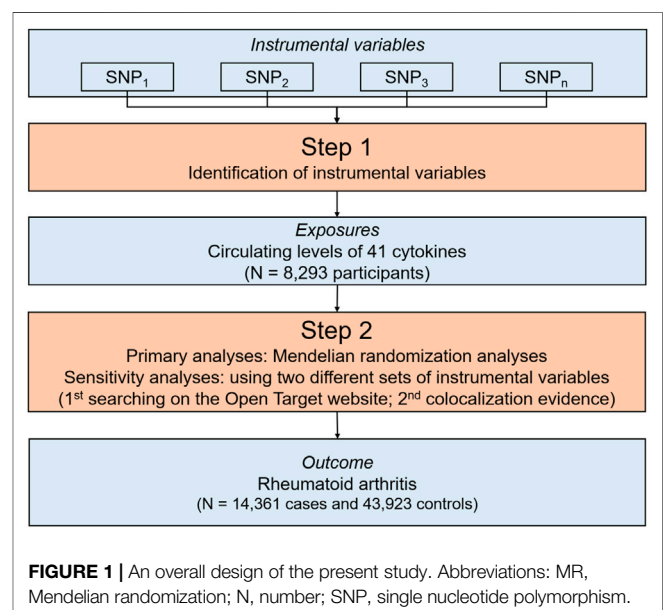 Instrumental variables
SNP1 SNP2 SNP3 SNPn
Step 1
Identification of instrumental variables
Exposures
Circulating levels of 41 cytokines
(N = 8,293 participants)
Step 2
Primary analyses: Mendelian randomization analyses
Sensitivity analyses: using two different sets of instrumental variables
(1st searching on the Open Target website; 2nd colocalization evidence)
Outcome
Rheumatoid arthritis
(N = 14,361 cases and 43,923 controls)
FIGURE 1 | An overall design of the present study. Abbreviations: MR,
Mendelian randomization; N, number; SNP, single nucleotide polymorphism.